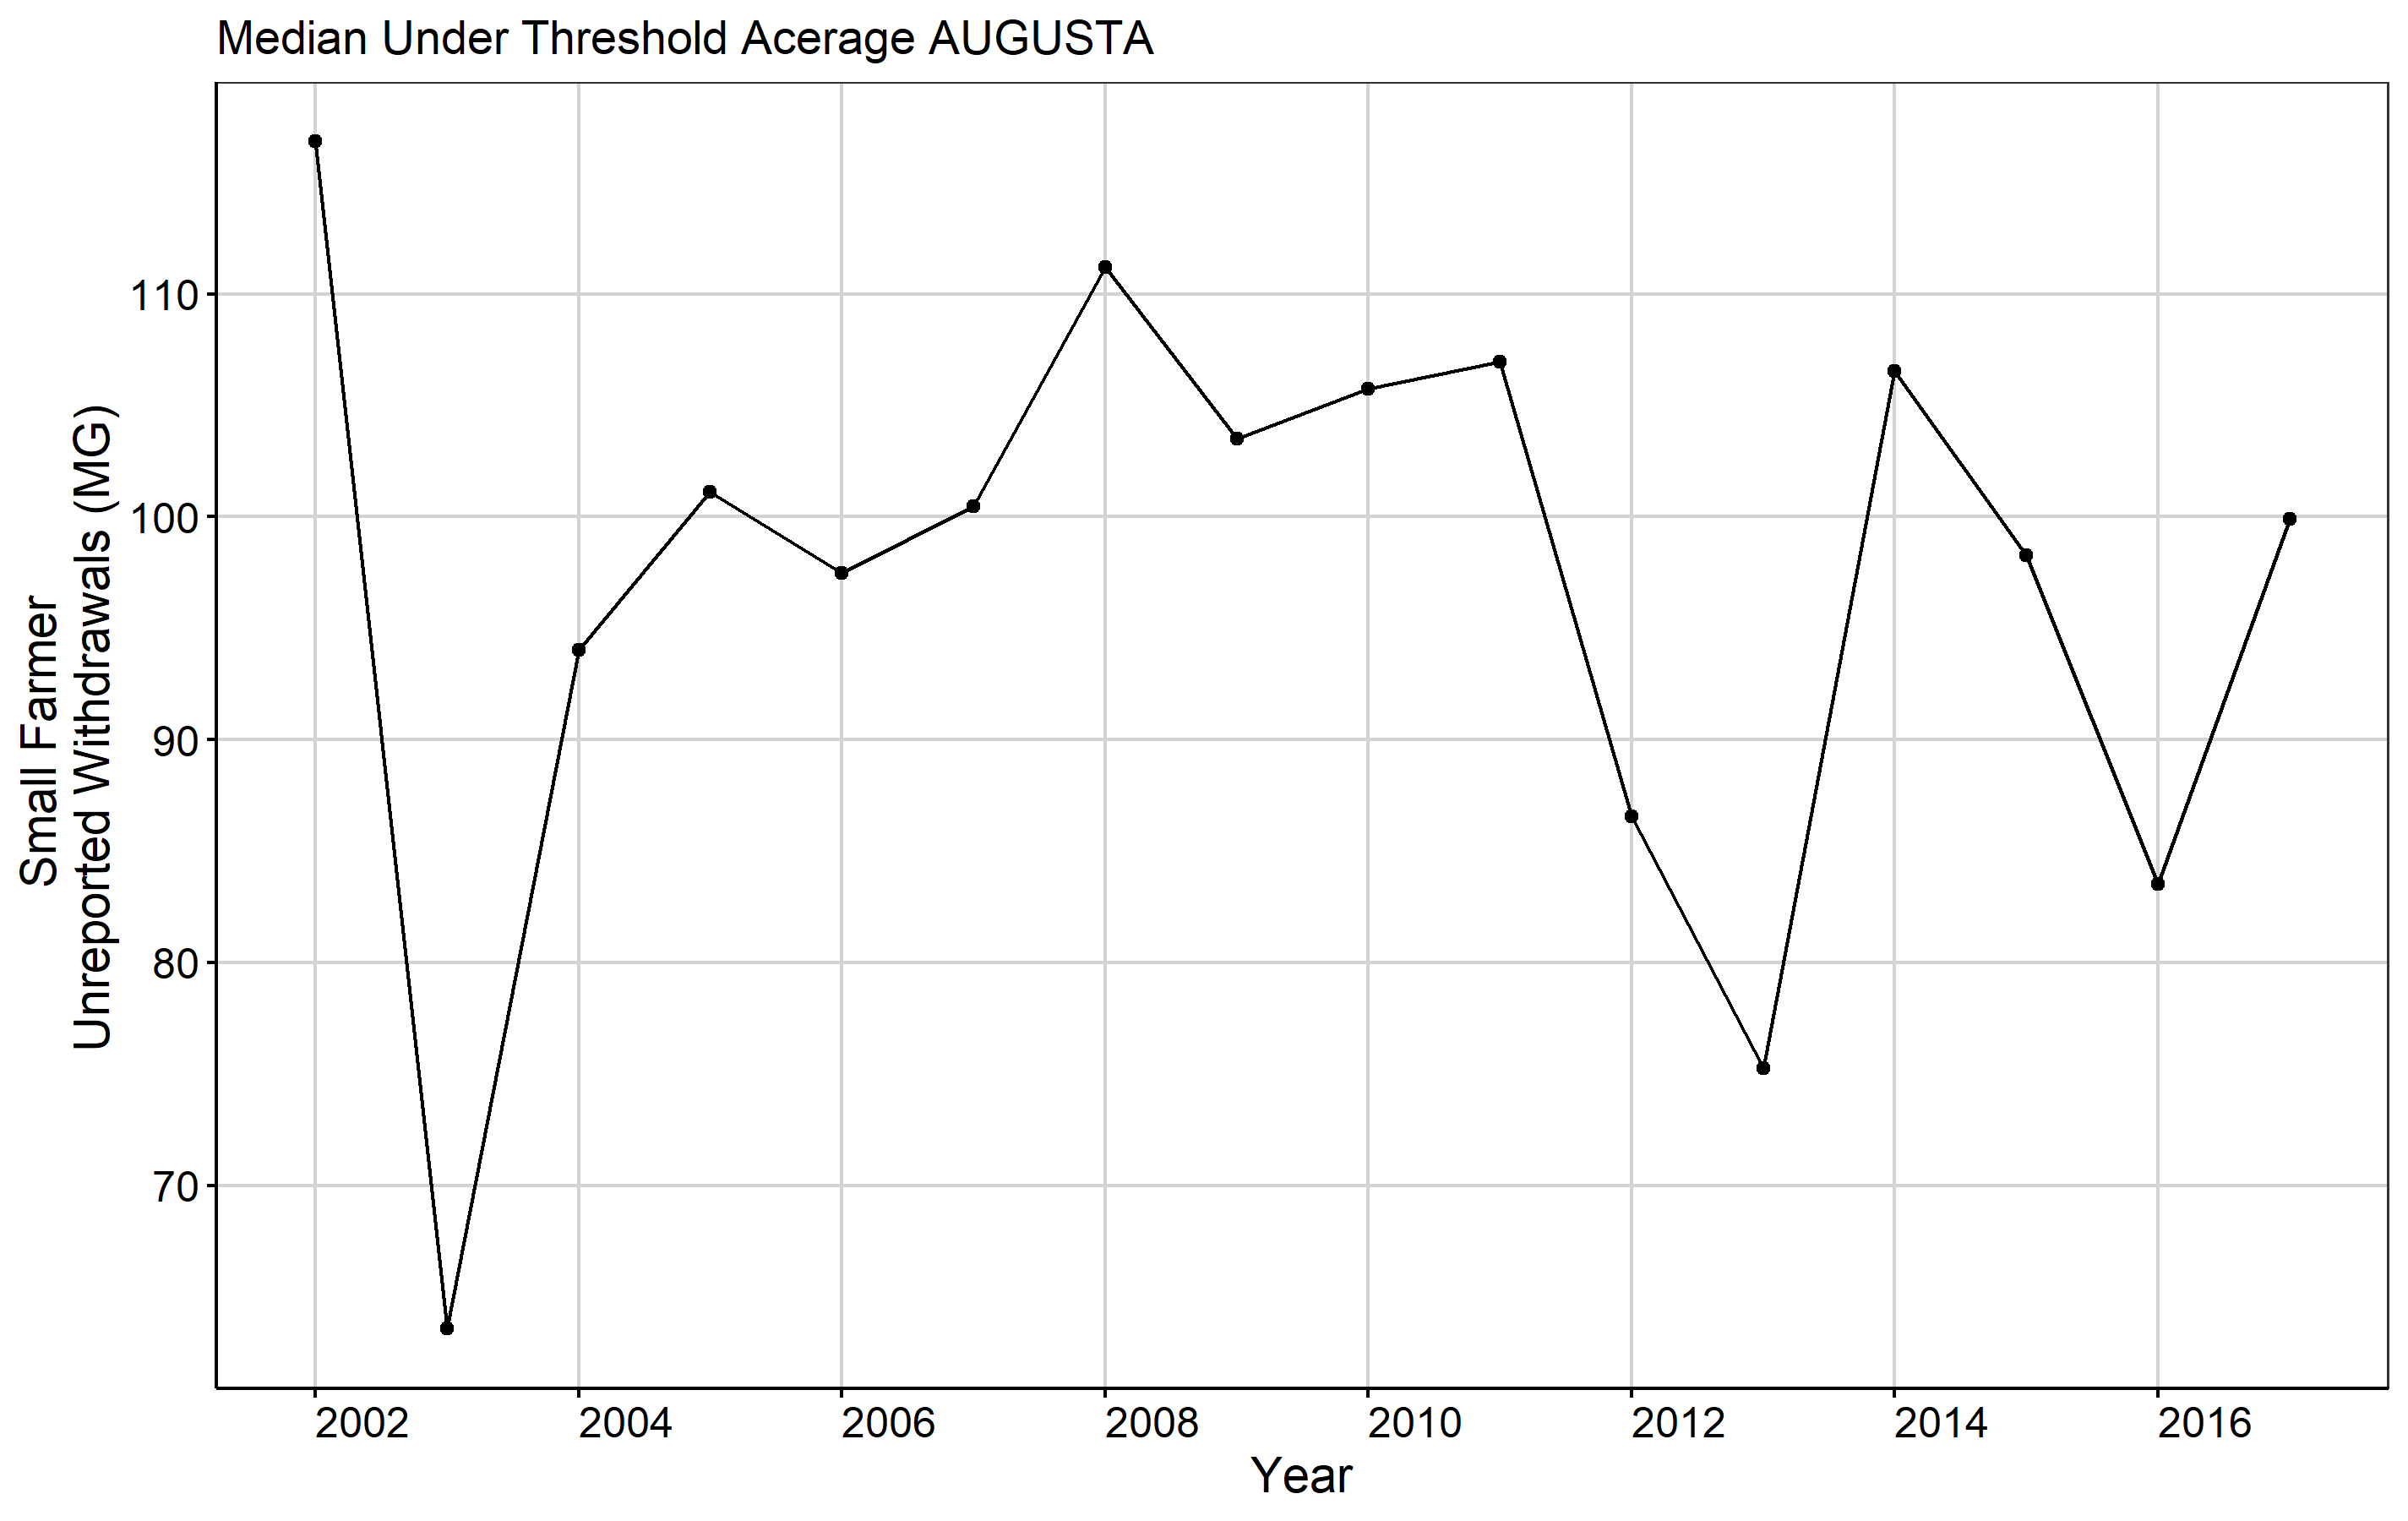 Median Under Threshold Acerage AUGUSTA
Small Farmer
Unreported Withdrawals (MG)
110
100
90
80
70
2002 2004 2006 2008 2010 2012 2014 2016
Year